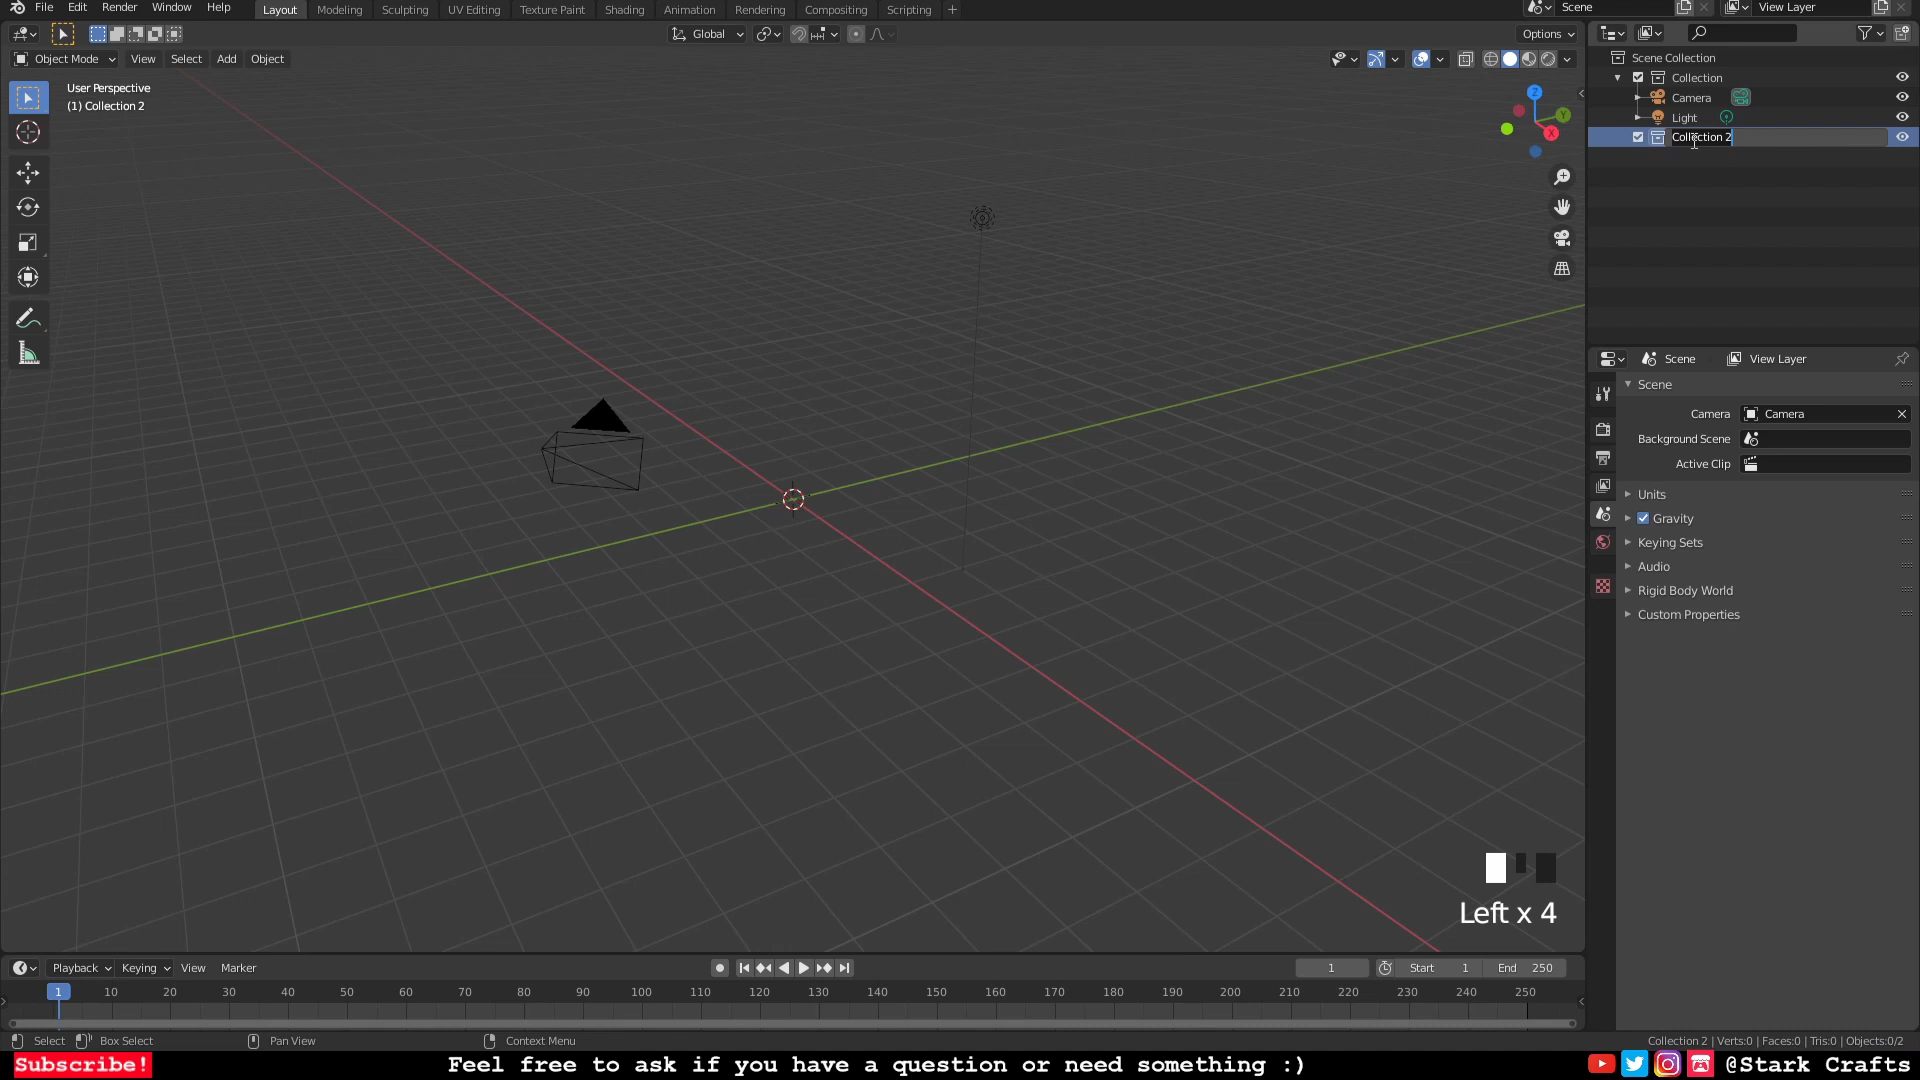 File Edit Render Window Help Layout Modeling Sculpting UV Editing Texture Paint Shading Animation Rendering Compositing Scripting + Scene View Layer
Global Options
Object Mode View Select Add Object
User Perspective
(1) Collection 2
Z
Y
X
Scene Collection
Collection
Camera
Light
Collection 2
Scene View Layer
Scene
Camera Camera
Background Scene
Active Clip
Units
Gravity
Keying Sets
Audio
Rigid Body World
Custom Properties
Left x 4
Playback Keying View Marker 1 Start 1 End 250
1 10 20 30 40 50 60 70 80 90 100 110 120 130 140 150 160 170 180 190 200 210 220 230 240 250
Select Box Select Pan View Context Menu Collection 2 | Verts:0 | Faces:0 | Tris:0 | Objects:0/2
Subscribe! Feel free to ask if you have a question or need something :) @Stark Crafts